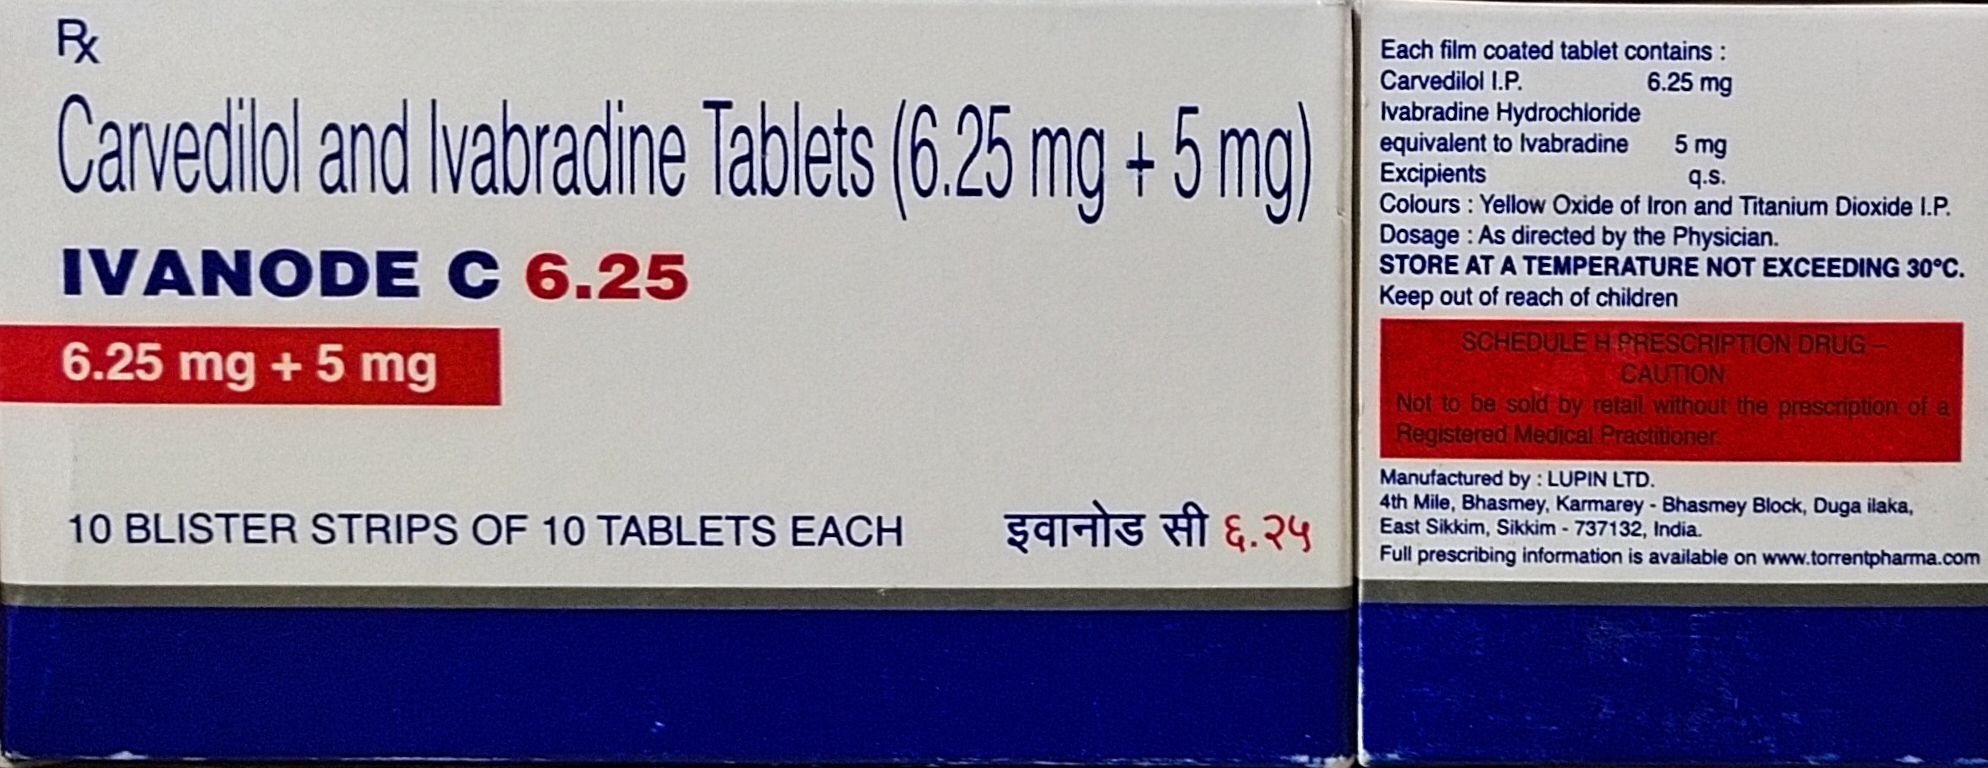 Rx
Carvedilol and Ivabradine Tablets (6.25 mg + 5 mg)
IVANODE C 6.25
6.25 mg + 5 mg
10 BLISTER STRIPS OF 10 TABLETS EACH
इवानोड सी ६.२५
Each film coated tablet contains :
Carvedilol I.P. 6.25 mg
Ivabradine Hydrochloride
equivalent to Ivabradine 5 mg
Excipients q.s.
Colours : Yellow Oxide of Iron and Titanium Dioxide I.P.
Dosage : As directed by the Physician.
STORE AT A TEMPERATURE NOT EXCEEDING 30°C.
Keep out of reach of children
SCHEDULE H PRESCRIPTION DRUG –
CAUTION
Not to be sold by retail without the prescription of a
Registered Medical Practitioner.
Manufactured by : LUPIN LTD.
4th Mile, Bhasmey, Karmarey - Bhasmey Block, Duga ilaka,
East Sikkim, Sikkim - 737132, India.
Full prescribing information is available on www.torrentpharma.com